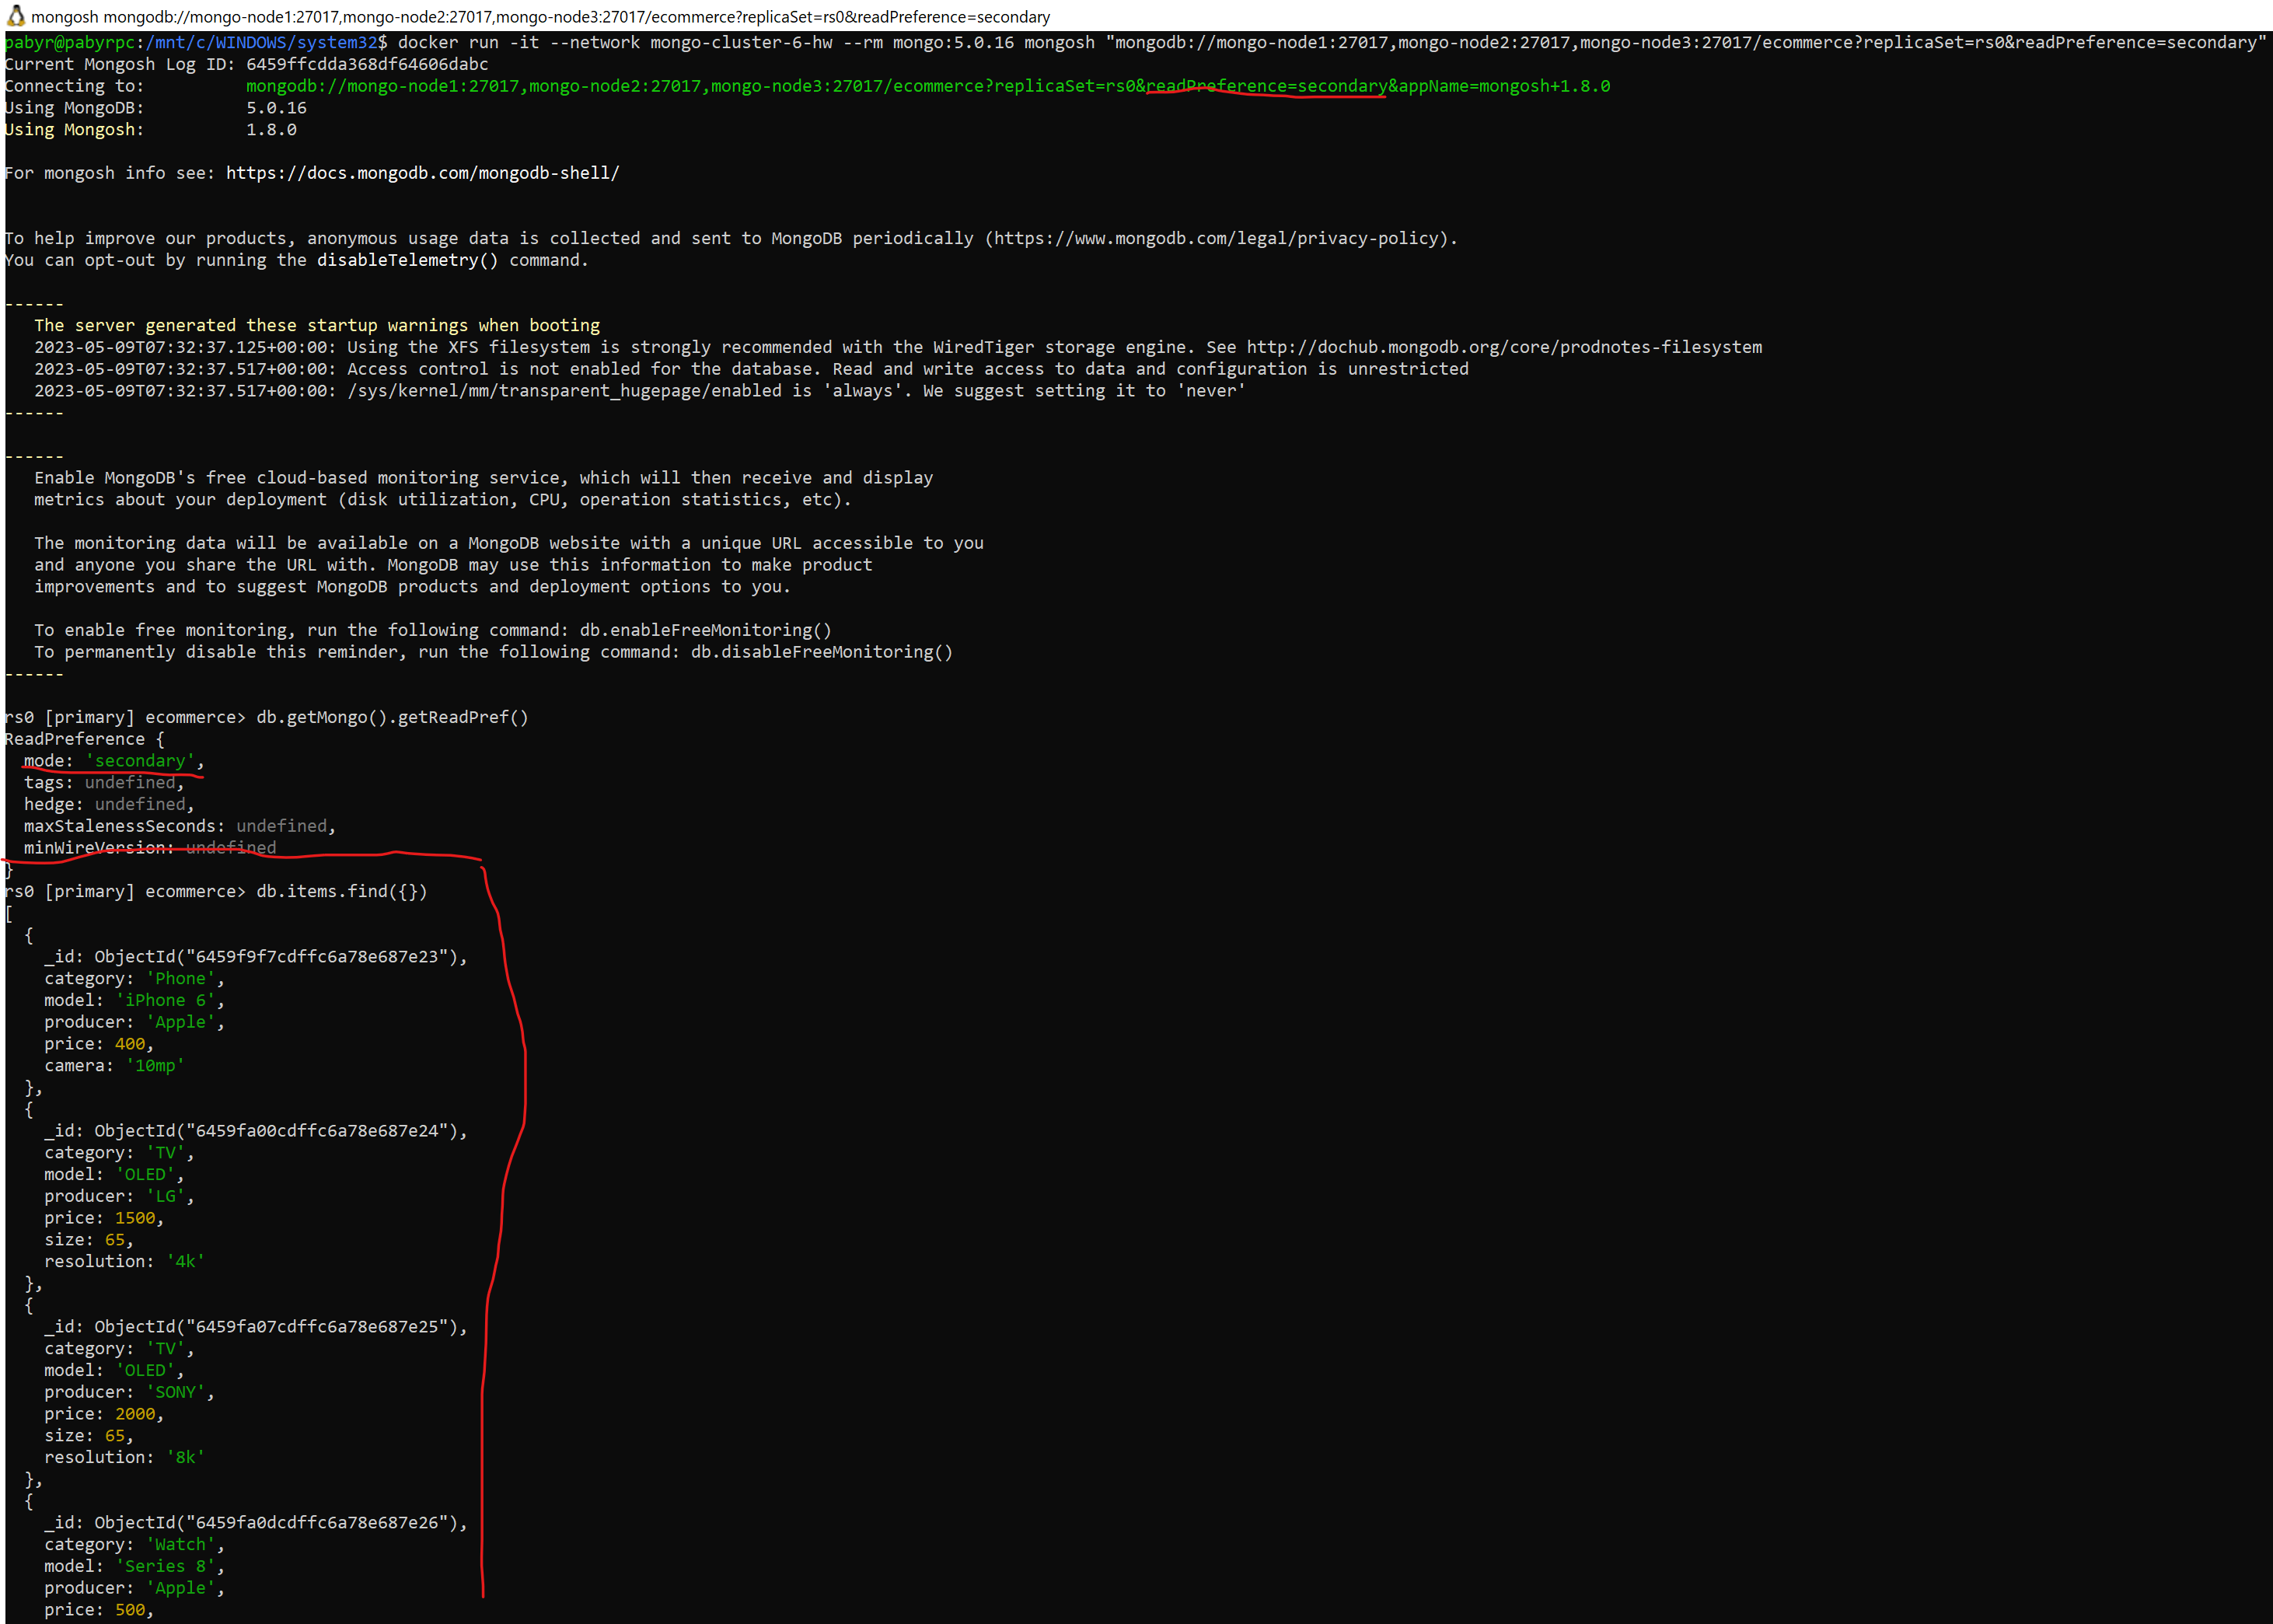 mongosh mongodb://mongo-node1:27017,mongo-node2:27017,mongo-node3:27017/ecommerce?replicaSet=rs0&readPreference=secondary
pabyr@pabyrpc:/mnt/c/WINDOWS/system32$ docker run -it --network mongo-cluster-6-hw --rm mongo:5.0.16 mongosh "mongodb://mongo-node1:27017,mongo-node2:27017,mongo-node3:27017/ecommerce?replicaSet=rs0&readPreference=secondary"
Current Mongosh Log ID: 6459ffcdda368df64606dabc
Connecting to:          mongodb://mongo-node1:27017,mongo-node2:27017,mongo-node3:27017/ecommerce?replicaSet=rs0&readPreference=secondary&appName=mongosh+1.8.0
Using MongoDB:          5.0.16
Using Mongosh:          1.8.0
For mongosh info see: https://docs.mongodb.com/mongodb-shell/
To help improve our products, anonymous usage data is collected and sent to MongoDB periodically (https://www.mongodb.com/legal/privacy-policy).
You can opt-out by running the disableTelemetry() command.
------
The server generated these startup warnings when booting
2023-05-09T07:32:37.125+00:00: Using the XFS filesystem is strongly recommended with the WiredTiger storage engine. See http://dochub.mongodb.org/core/prodnotes-filesystem
2023-05-09T07:32:37.517+00:00: Access control is not enabled for the database. Read and write access to data and configuration is unrestricted
2023-05-09T07:32:37.517+00:00: /sys/kernel/mm/transparent_hugepage/enabled is 'always'. We suggest setting it to 'never'
------
------
Enable MongoDB's free cloud-based monitoring service, which will then receive and display
metrics about your deployment (disk utilization, CPU, operation statistics, etc).
The monitoring data will be available on a MongoDB website with a unique URL accessible to you
and anyone you share the URL with. MongoDB may use this information to make product
improvements and to suggest MongoDB products and deployment options to you.
To enable free monitoring, run the following command: db.enableFreeMonitoring()
To permanently disable this reminder, run the following command: db.disableFreeMonitoring()
------
rs0 [primary] ecommerce> db.getMongo().getReadPref()
ReadPreference {
mode: 'secondary',
tags: undefined,
hedge: undefined,
maxStalenessSeconds: undefined,
minWireVersion: undefined
}
rs0 [primary] ecommerce> db.items.find({})
[
{
_id: ObjectId("6459f9f7cdffc6a78e687e23"),
category: 'Phone',
model: 'iPhone 6',
producer: 'Apple',
price: 400,
camera: '10mp'
},
{
_id: ObjectId("6459fa00cdffc6a78e687e24"),
category: 'TV',
model: 'OLED',
producer: 'LG',
price: 1500,
size: 65,
resolution: '4k'
},
{
_id: ObjectId("6459fa07cdffc6a78e687e25"),
category: 'TV',
model: 'OLED',
producer: 'SONY',
price: 2000,
size: 65,
resolution: '8k'
},
{
_id: ObjectId("6459fa0dcdffc6a78e687e26"),
category: 'Watch',
model: 'Series 8',
producer: 'Apple',
price: 500,